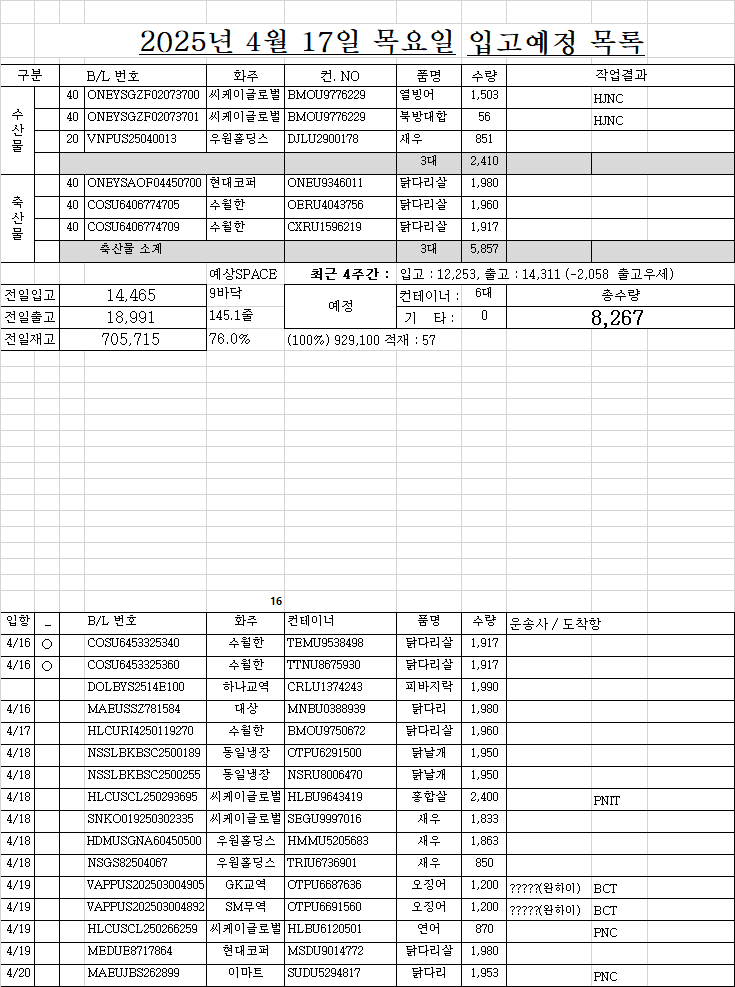 2025년 4월 17일 목요일 입고예정 목록
구분 B/L 번호 화주 컨. NO 품명 수량 작업결과
수산물
40 ONEYSGZF02073700 씨케이글로벌 BMOU9776229 열빙어 1,503 HJNC
40 ONEYSGZF02073701 씨케이글로벌 BMOU9776229 북방대합 56 HJNC
20 VNPUS25040013 우원홀딩스 DJLU2900178 새우 851
3대 2,410
축산물
40 ONEYSAOF04450700 현대코퍼 ONEU9346011 닭다리살 1,980
40 COSU6406774705 수월한 OERU4043756 닭다리살 1,960
40 COSU6406774709 수월한 CXRU1596219 닭다리살 1,917
축산물 소계 3대 5,857
예상SPACE 최근 4주간 : 입고 : 12,253, 출고 : 14,311 (-2,058 출고우세)
전일입고 14,465 9바닥 예정 컨테이너 : 6대 총수량
전일출고 18,991 145.1줄 기 타 : 0 8,267
전일재고 705,715 76.0% (100%) 929,100 적재 : 57
16
입항 _ B/L 번호 화주 컨테이너 품명 수량 운송사 / 도착항
4/16 ○ COSU6453325340 수월한 TEMU9538498 닭다리살 1,917
4/16 ○ COSU6453325360 수월한 TTNU8675930 닭다리살 1,917
DOLBYS2514E100 하나교역 CRLU1374243 피바지락 1,990
4/16 MAEUSSZ781584 대상 MNBU0388939 닭다리 1,980
4/17 HLCURI4250119270 수월한 BMOU9750672 닭다리살 1,960
4/18 NSSLBKBSC2500189 동일냉장 OTPU6291500 닭날개 1,950
4/18 NSSLBKBSC2500255 동일냉장 NSRU8006470 닭날개 1,950
4/18 HLCUSCL250293695 씨케이글로벌 HLBU9643419 홍합살 2,400 PNIT
4/18 SNKO019250302335 씨케이글로벌 SEGU9997016 새우 1,833
4/18 HDMUSGNA60450500 우원홀딩스 HMMU5205683 새우 1,863
4/18 NSGS82504067 우원홀딩스 TRIU6736901 새우 850
4/19 VAPPUS202503004905 GK교역 OTPU6687636 오징어 1,200 ?????(완하이) BCT
4/19 VAPPUS202503004892 SM무역 OTPU6691560 오징어 1,200 ?????(완하이) BCT
4/19 HLCUSCL250266259 씨케이글로벌 HLBU6120501 연어 870 PNC
4/19 MEDUE8717864 현대코퍼 MSDU9014772 닭다리살 1,980
4/20 MAEUJBS262899 이마트 SUDU5294817 닭다리 1,953 PNC